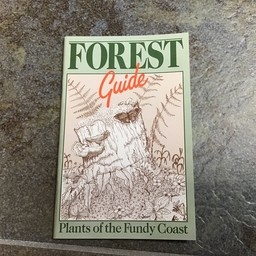 FOREST
Guide
Plants of the Fundy Coast